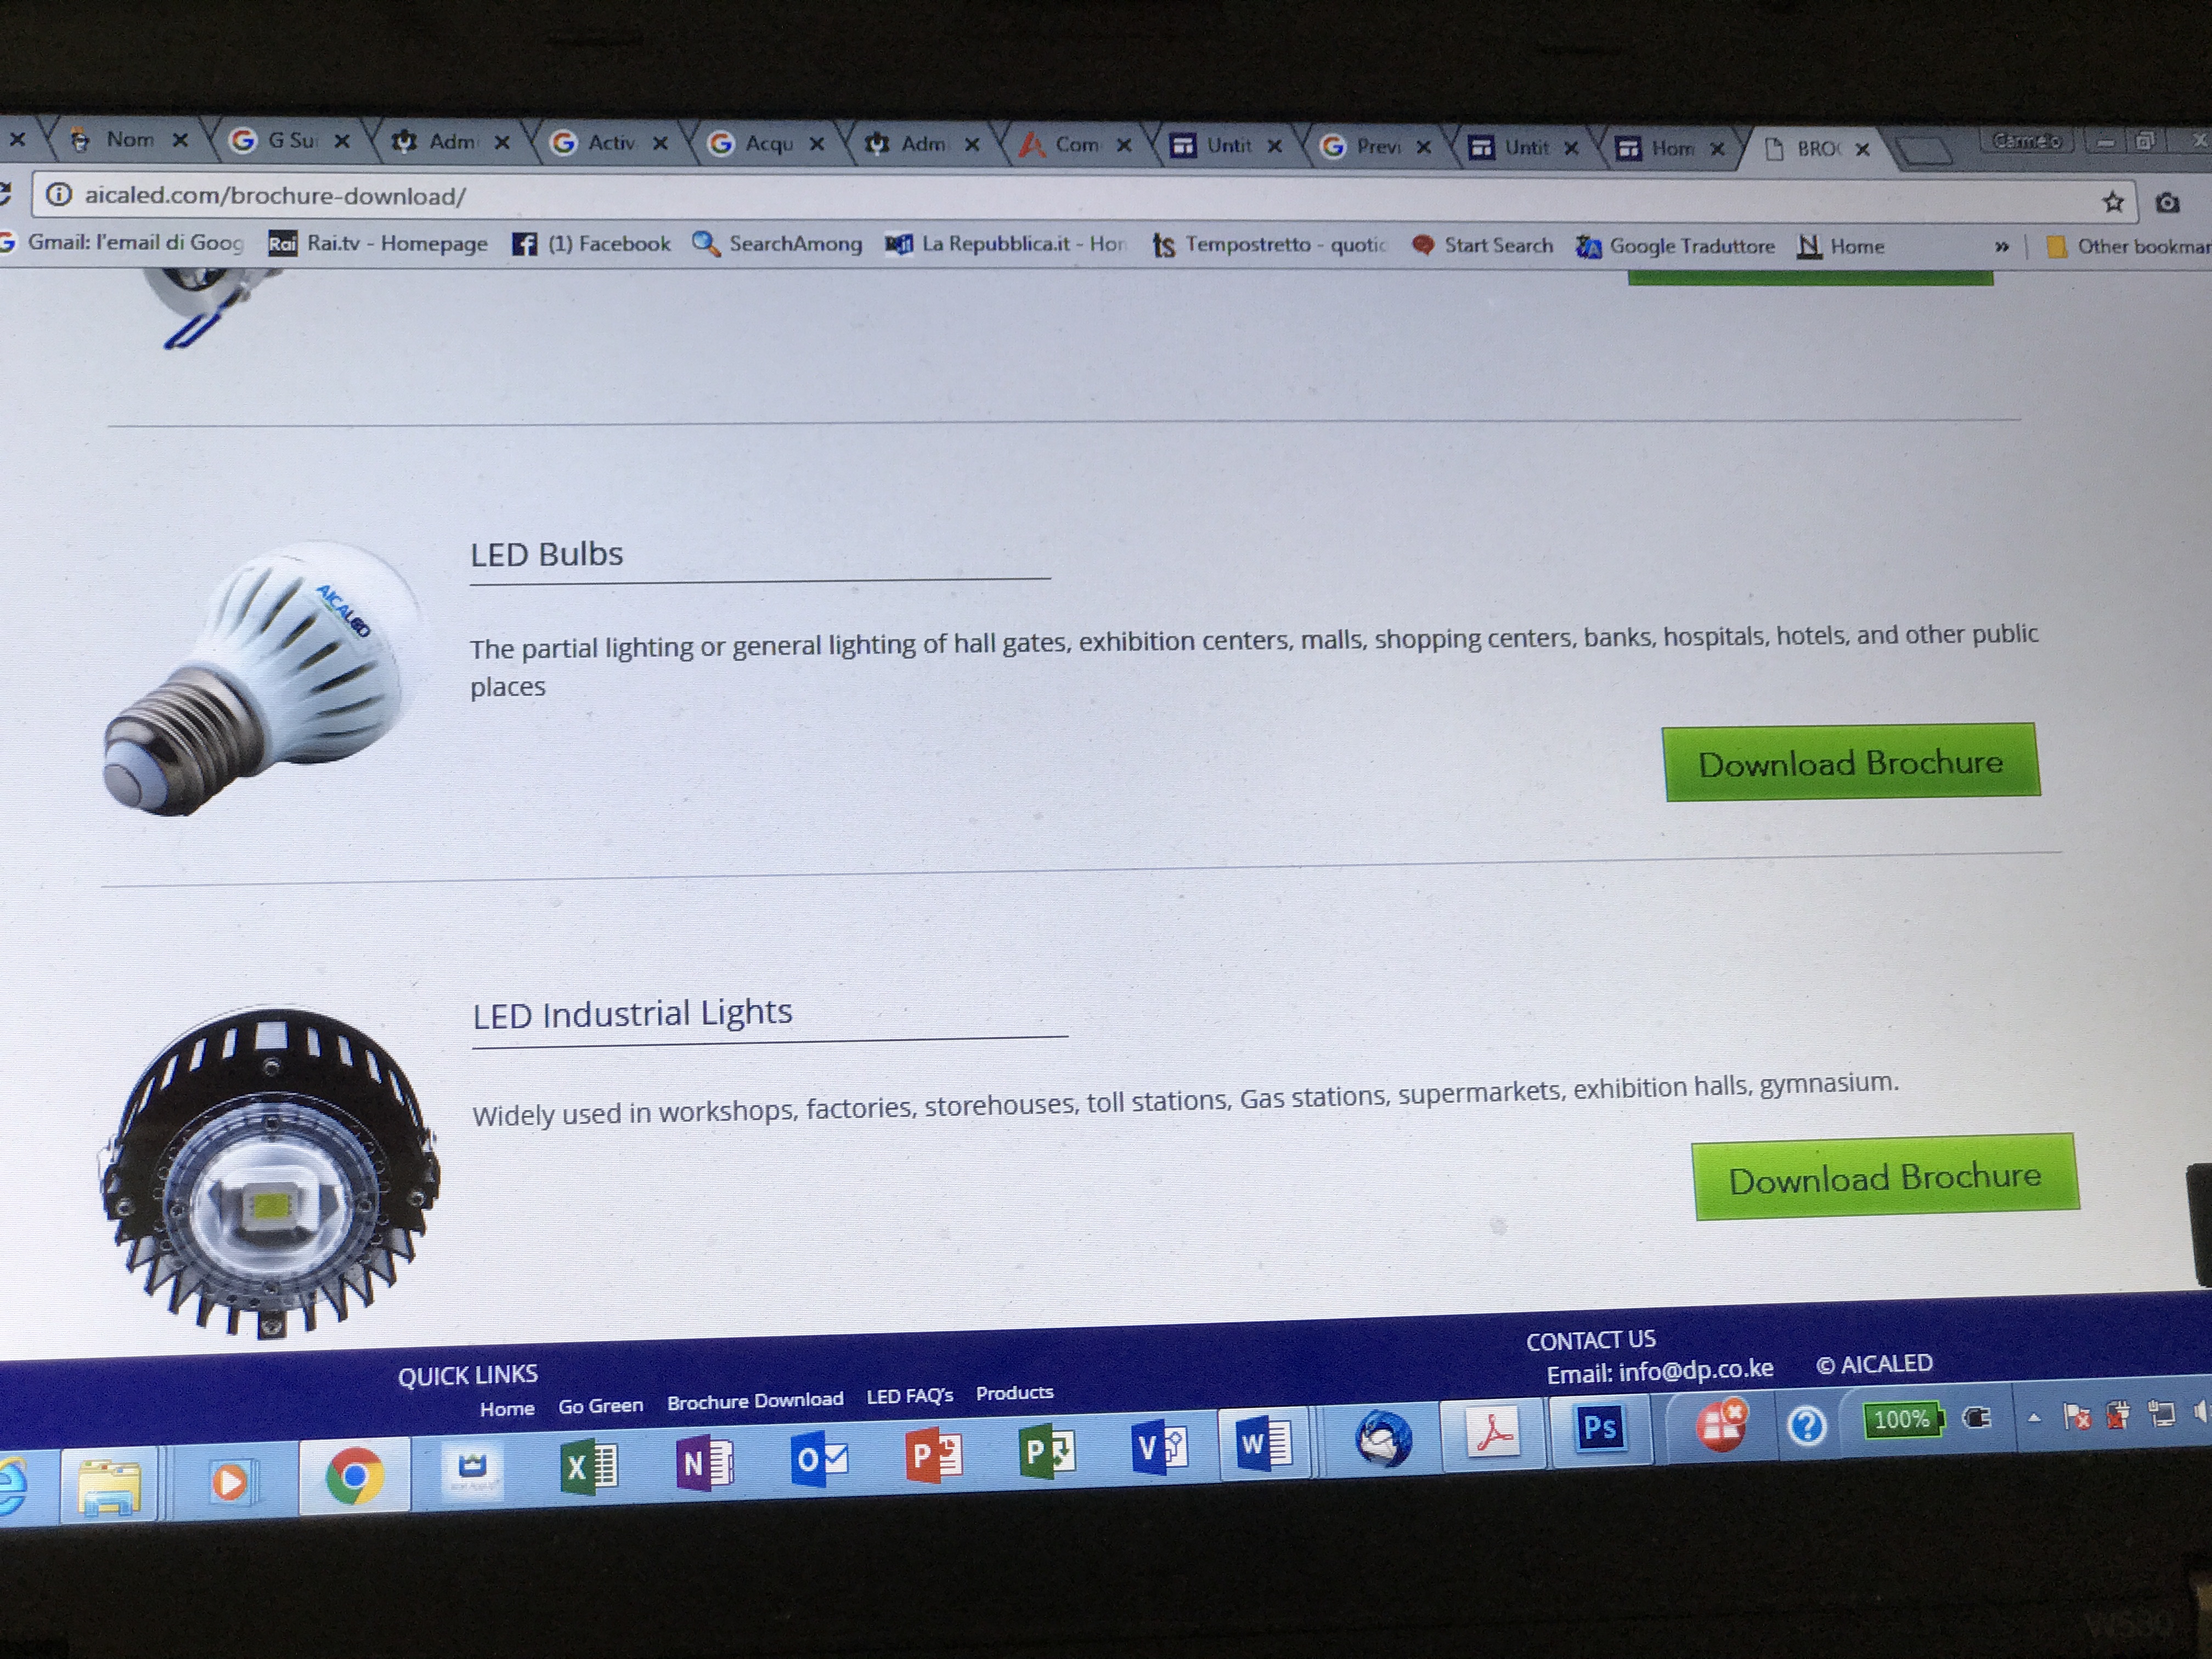 Nom
G Su
Adm
Activ
Acqu
Adm
Com
Untit
Previ
Untit
Hom
BRO
Carmelo
aicaled.com/brochure-download/
Gmail: l'email di Goog
Rai Rai.tv - Homepage
(1) Facebook
SearchAmong
La Repubblica.it - Hor
ts Tempostretto - quotic
Start Search
Google Traduttore
N Home
»
Other bookmar
LED Bulbs
AICALED
The partial lighting or general lighting of hall gates, exhibition centers, malls, shopping centers, banks, hospitals, hotels, and other public
places
Download Brochure
LED Industrial Lights
Widely used in workshops, factories, storehouses, toll stations, Gas stations, supermarkets, exhibition halls, gymnasium.
Download Brochure
QUICK LINKS
Home Go Green Brochure Download LED FAQ's Products
CONTACT US
Email: info@dp.co.ke © AICALED
Ps
100%
W530